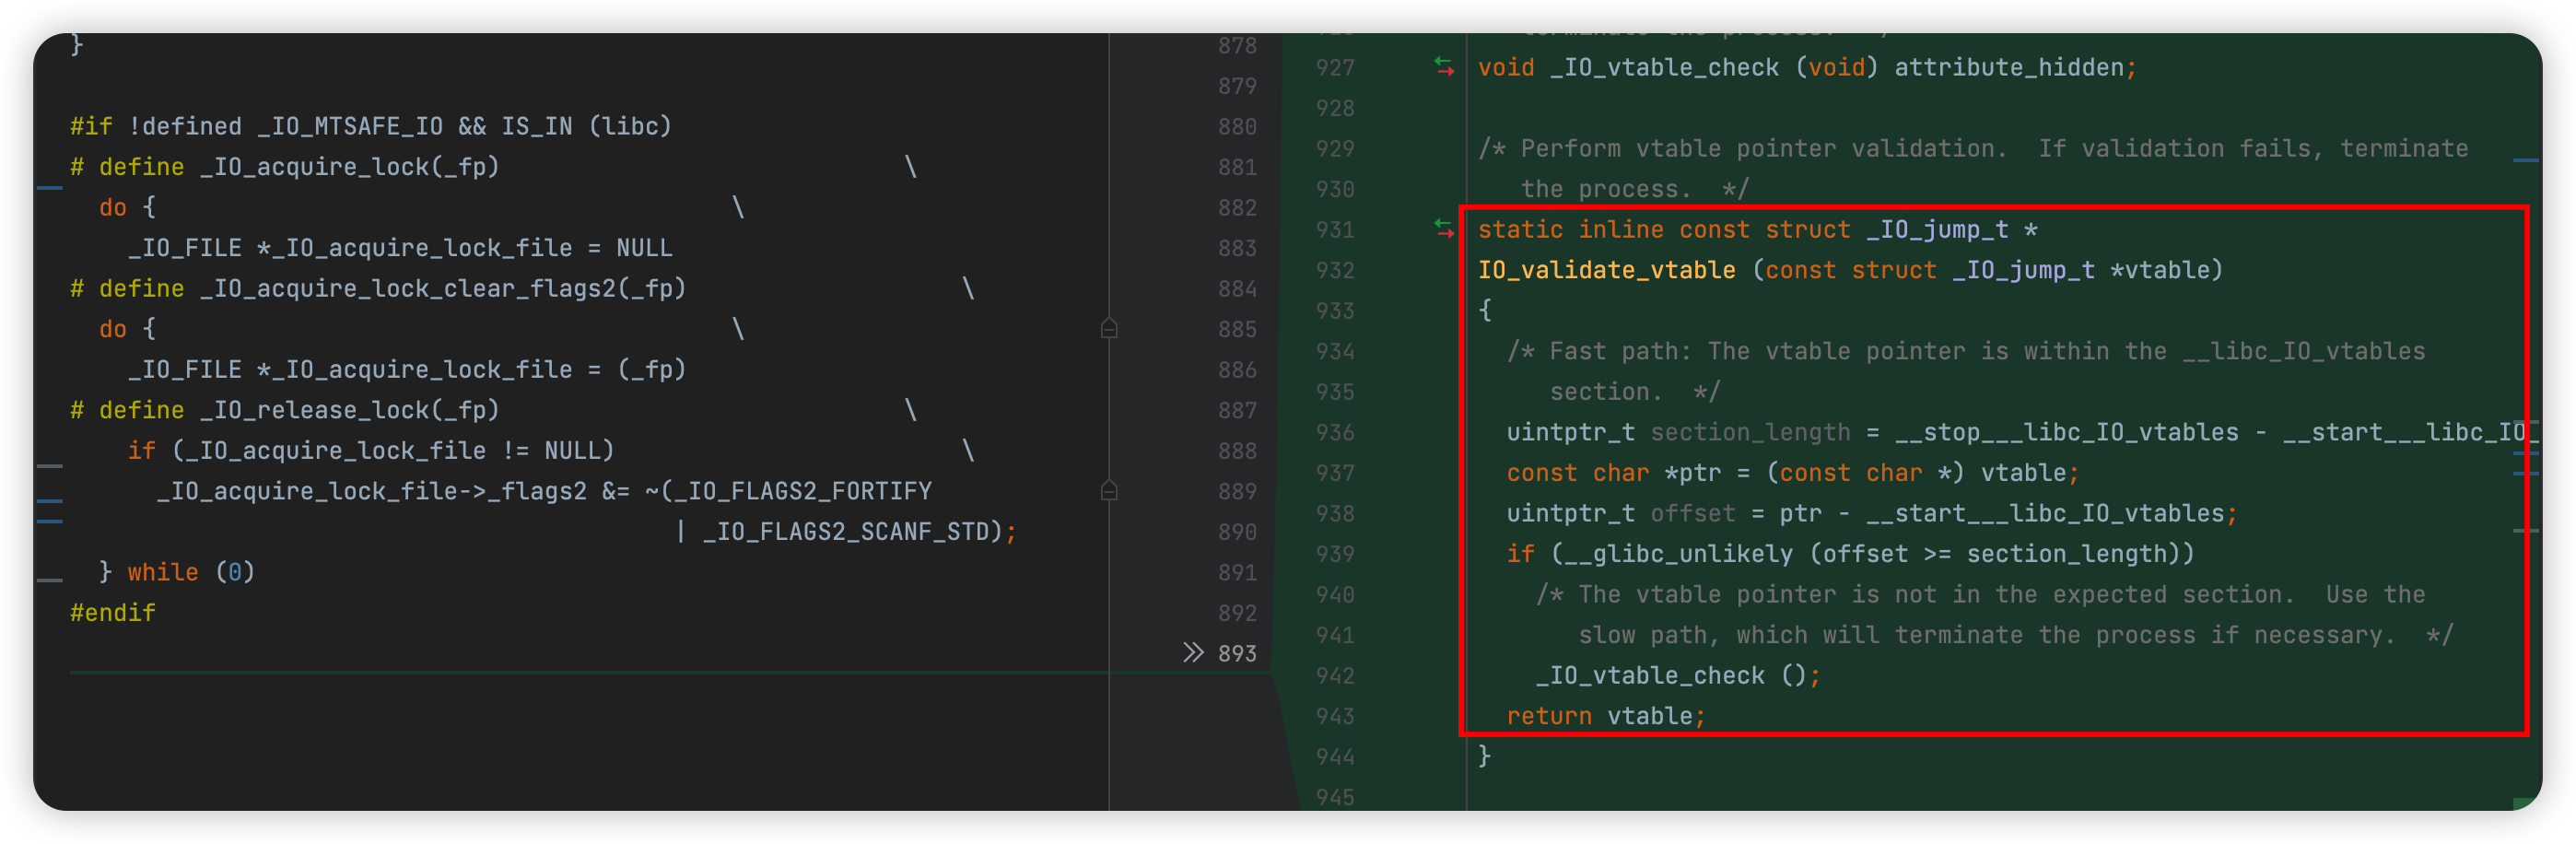 }
878
879
#if !defined _IO_MTSAFE_IO && IS_IN (libc)
880
# define _IO_acquire_lock(_fp) \
881
do { \
882
_IO_FILE *_IO_acquire_lock_file = NULL
883
# define _IO_acquire_lock_clear_flags2(_fp) \
884
do { \
885
_IO_FILE *_IO_acquire_lock_file = (_fp)
886
# define _IO_release_lock(_fp) \
887
if (_IO_acquire_lock_file != NULL) \
888
_IO_acquire_lock_file->_flags2 &= ~(_IO_FLAGS2_FORTIFY
889
| _IO_FLAGS2_SCANF_STD);
890
} while (0)
891
#endif
892
893
927 void _IO_vtable_check (void) attribute_hidden;
928
929 /* Perform vtable pointer validation.  If validation fails, terminate
930 the process.  */
931 static inline const struct _IO_jump_t *
932 IO_validate_vtable (const struct _IO_jump_t *vtable)
933 {
934 /* Fast path: The vtable pointer is within the __libc_IO_vtables
935 section.  */
936 uintptr_t section_length = __stop___libc_IO_vtables - __start___libc_IO_
937 const char *ptr = (const char *) vtable;
938 uintptr_t offset = ptr - __start___libc_IO_vtables;
939 if (__glibc_unlikely (offset >= section_length))
940 /* The vtable pointer is not in the expected section.  Use the
941 slow path, which will terminate the process if necessary.  */
942 _IO_vtable_check ();
943 return vtable;
944 }
945